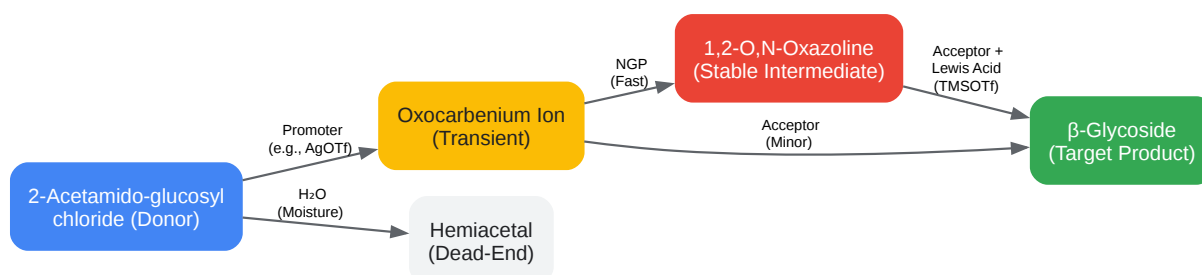 2-Acetamido-glucosyl
chloride (Donor)
Promoter
(e.g., AgOTf)
H₂O
(Moisture)
Oxocarbenium Ion
(Transient)
Hemiacetal
(Dead-End)
NGP
(Fast)
1,2-O,N-Oxazoline
(Stable Intermediate)
Acceptor
(Minor)
Acceptor +
Lewis Acid
(TMSOTf)
β-Glycoside
(Target Product)